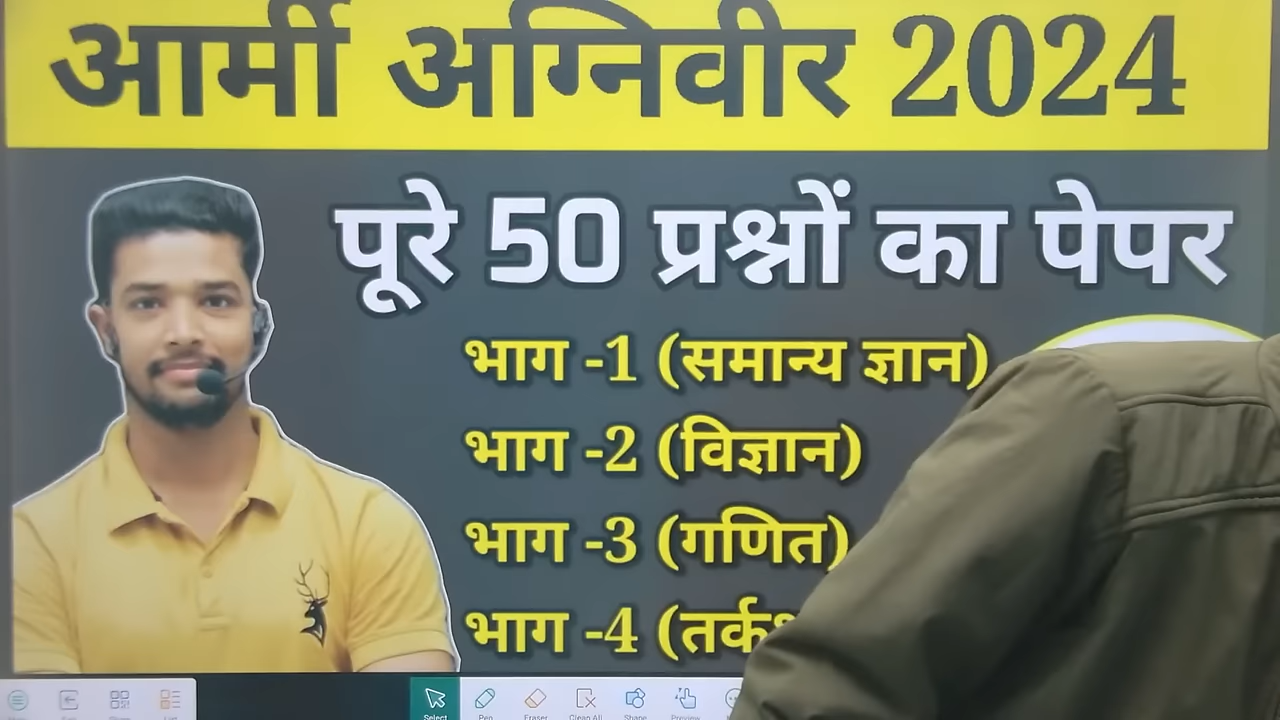 आर्मी अग्निवीर 2024
पूरे 50 प्रश्नों का पेपर
भाग -1 (समान्य ज्ञान)
भाग -2 (विज्ञान)
भाग -3 (गणित)
भाग -4
Select Pen Eraser Clean All Shape Preview